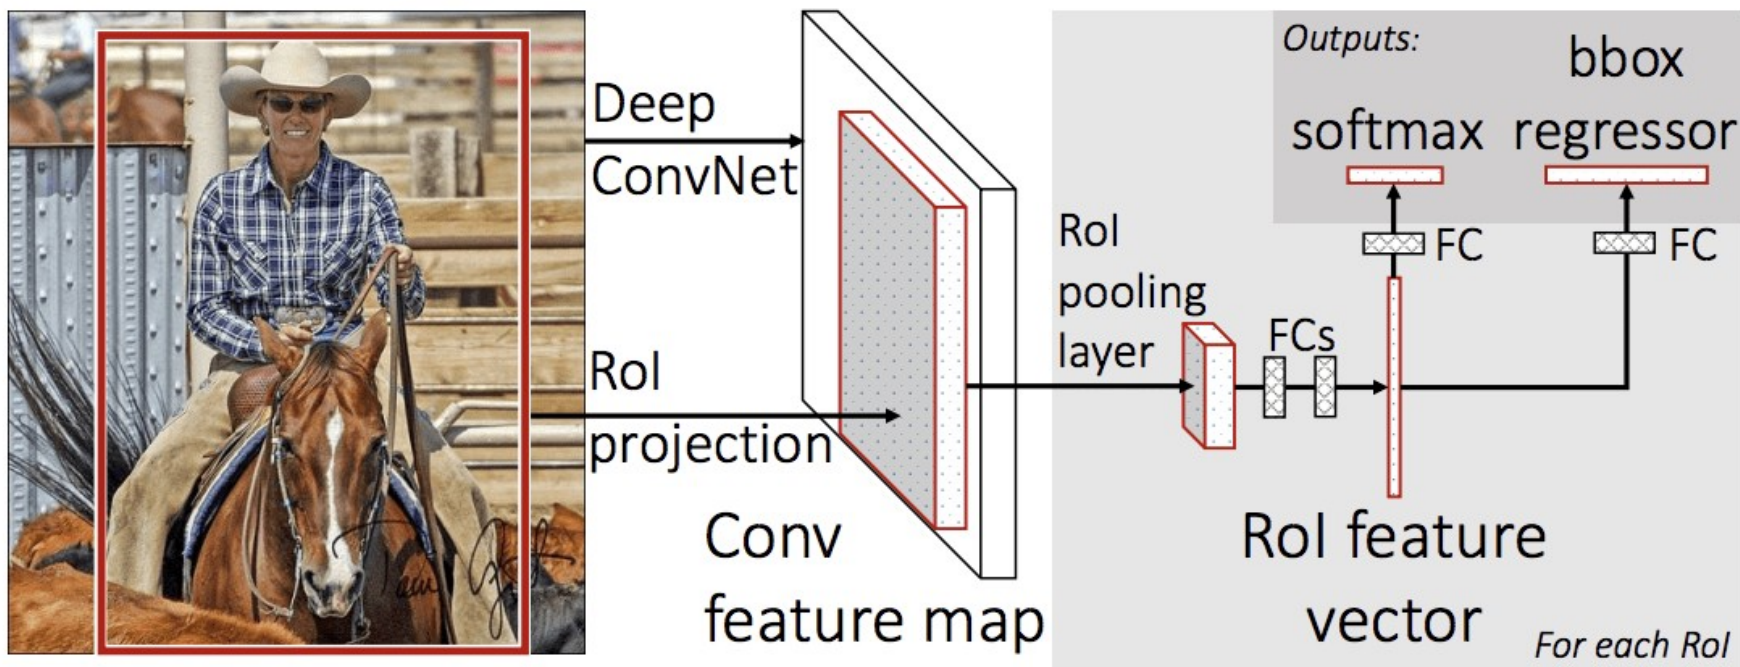 Deep
ConvNet
RoI
projection
Conv
feature map
RoI
pooling
layer
FCs
RoI feature
vector
For each RoI
Outputs:
softmax
bbox
regressor
FC
FC